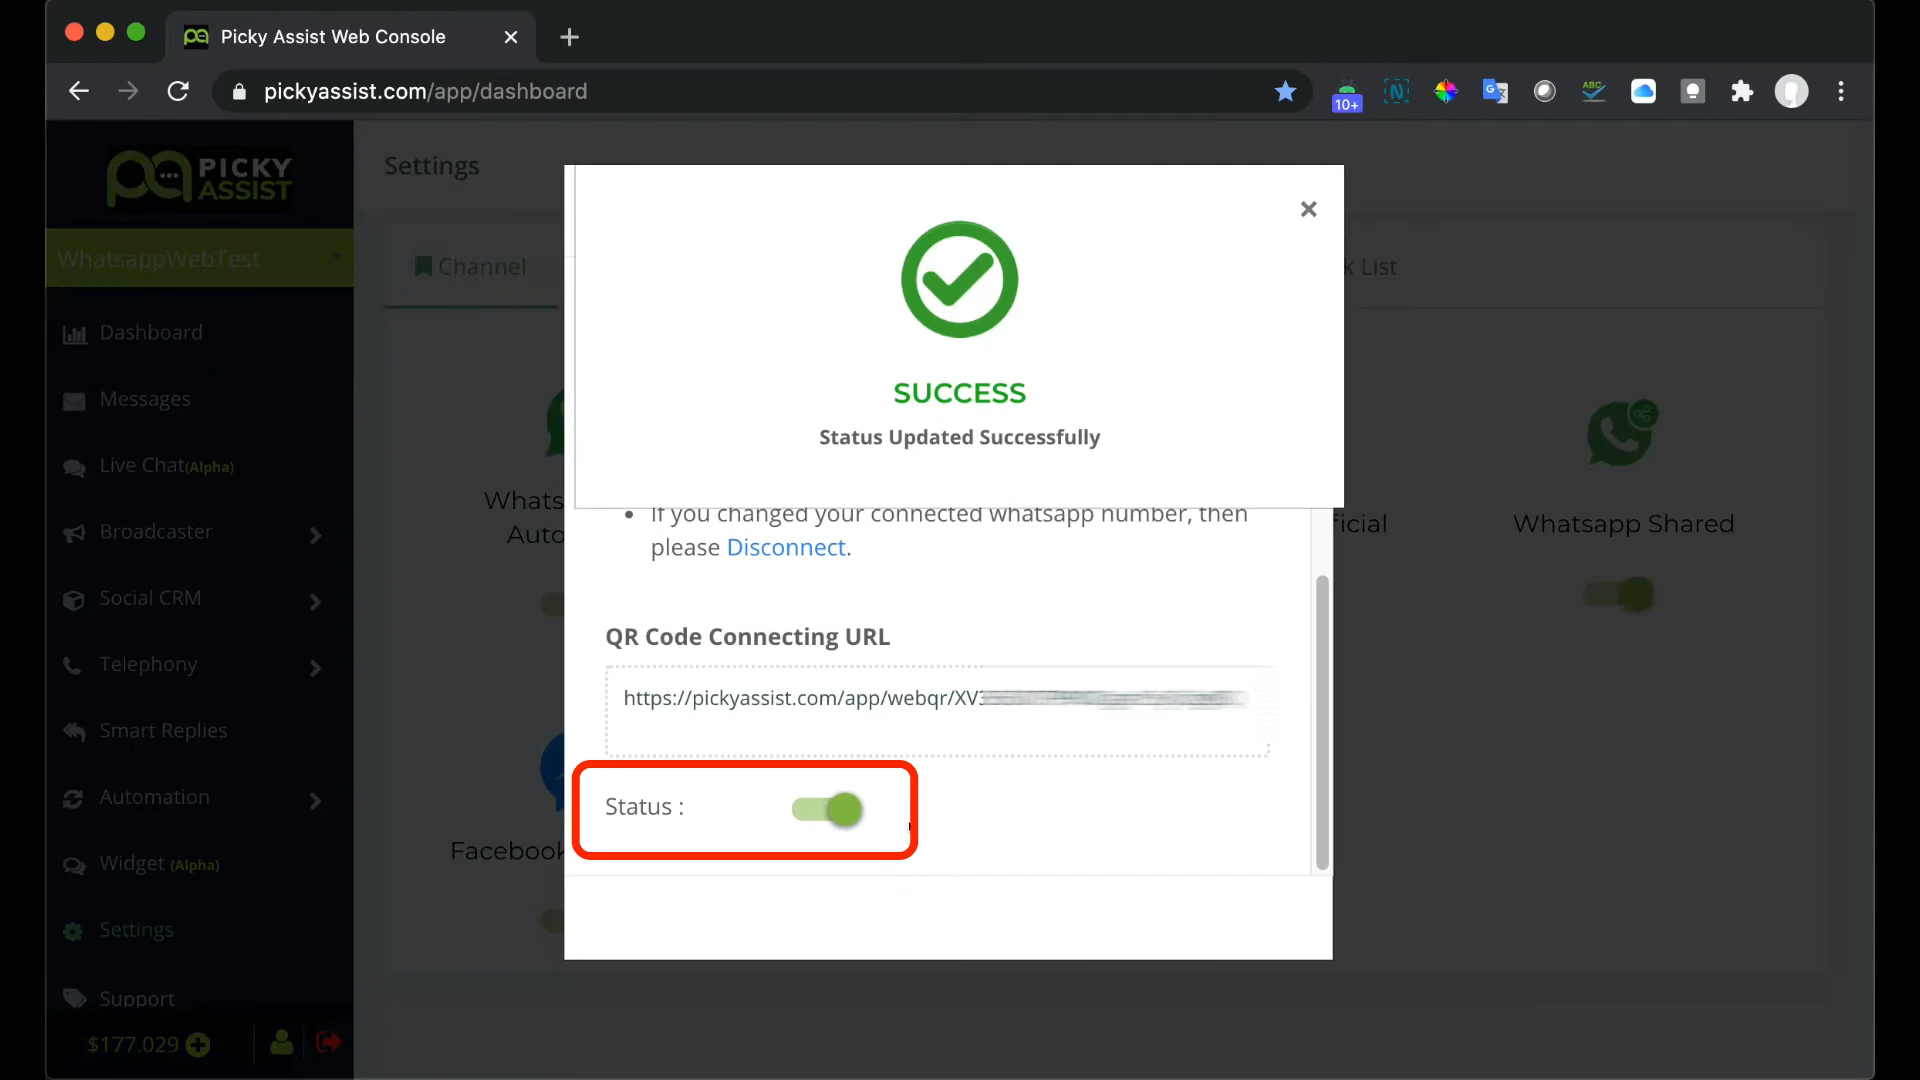 Picky Assist Web Console
pickyassist.com/app/dashboard
10+
ABC
PICKY
ASSIST
WhatsappWebTest
Dashboard
Messages
Live Chat(Alpha)
Broadcaster
Social CRM
Telephony
Smart Replies
Automation
Widget (Alpha)
Settings
Support
$177.029
Settings
Channel
k List
SUCCESS
Status Updated Successfully
Whats
Auto
ficial
Whatsapp Shared
Facebook
If you changed your connected whatsapp number, then
please Disconnect.
QR Code Connecting URL
https://pickyassist.com/app/webqr/XV
Status :